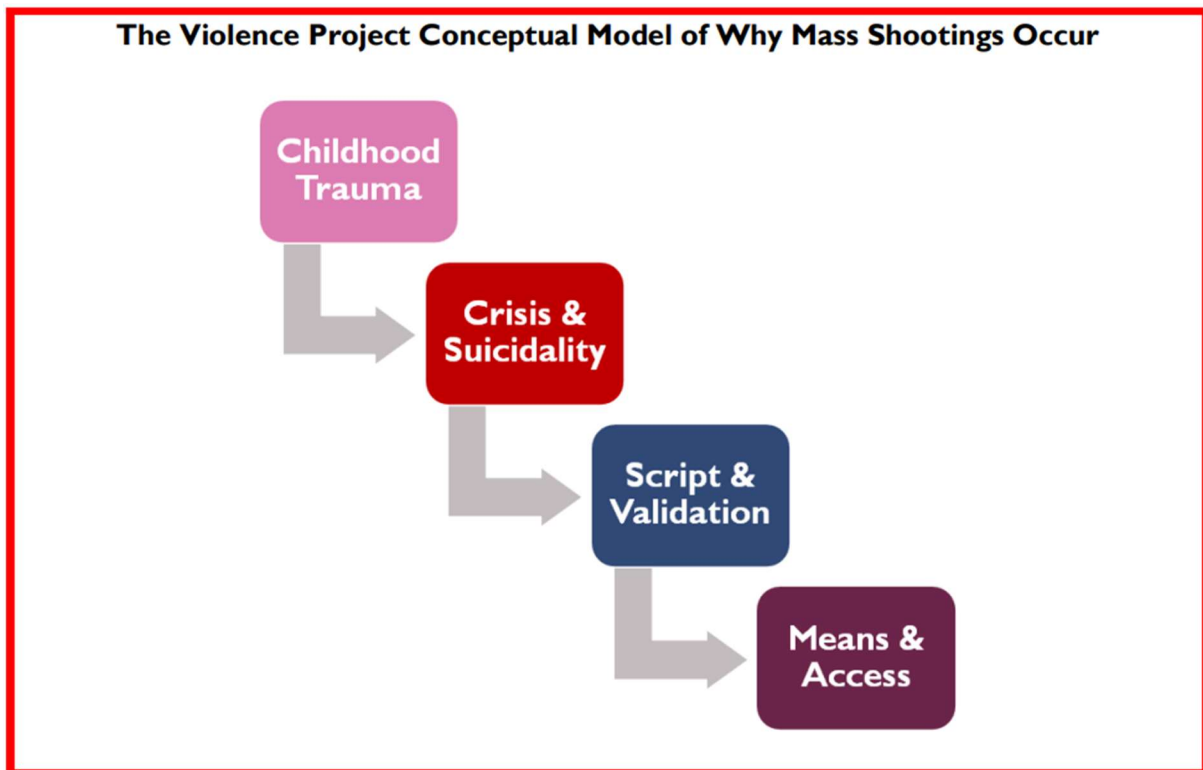 The Violence Project Conceptual Model of Why Mass Shootings Occur
Childhood
Trauma
Crisis &
Suicidality
Script &
Validation
Means &
Access